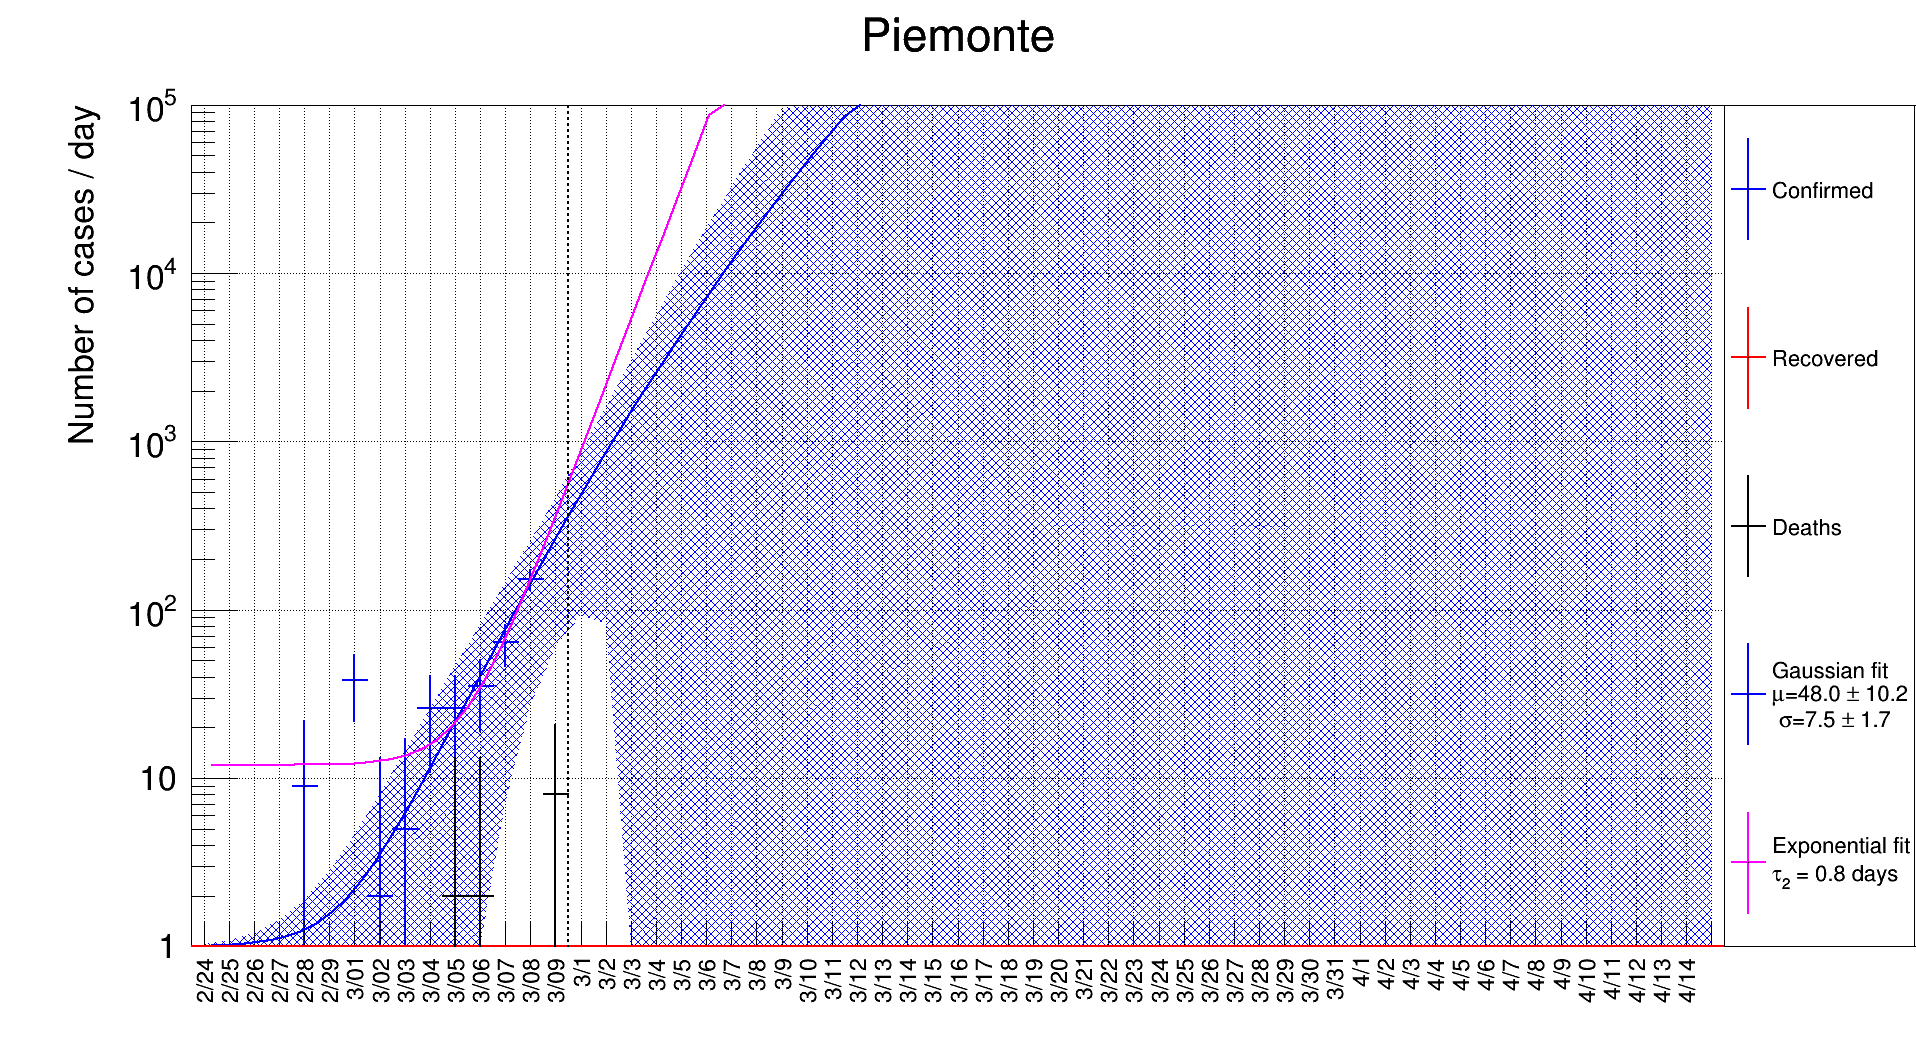 Piemonte
Number of cases / day
10^5
10^4
10^3
10^2
10
1
2/24 2/25 2/26 2/27 2/28 2/29 3/01 3/02 3/03 3/04 3/05 3/06 3/07 3/08 3/09 3/1 3/2 3/3 3/4 3/5 3/6 3/7 3/8 3/9 3/10 3/11 3/12 3/13 3/14 3/15 3/16 3/17 3/18 3/19 3/20 3/21 3/22 3/23 3/24 3/25 3/26 3/27 3/28 3/29 3/30 3/31 4/1 4/2 4/3 4/4 4/5 4/6 4/7 4/8 4/9 4/10 4/11 4/12 4/13 4/14
Confirmed
Recovered
Deaths
Gaussian fit
μ=48.0 ± 10.2
σ=7.5 ± 1.7
Exponential fit
τ₂ = 0.8 days